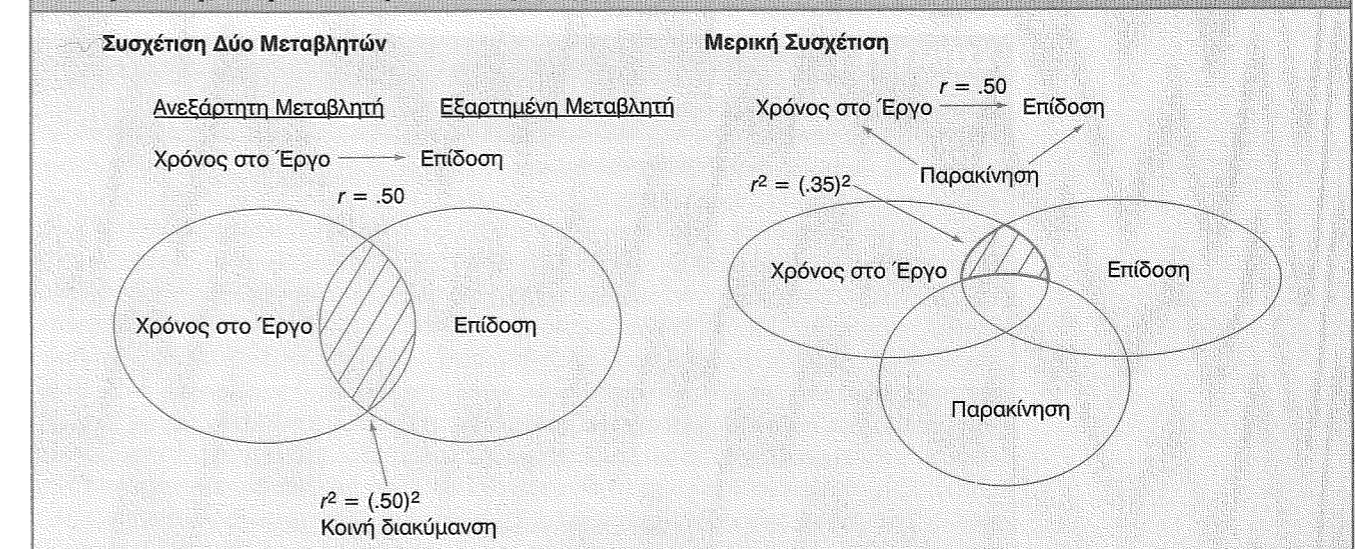 Συσχέτιση Δύο Μεταβλητών
Ανεξάρτητη Μεταβλητή Εξαρτημένη Μεταβλητή
Χρόνος στο Έργο Επίδοση
r = .50
Χρόνος στο Έργο Επίδοση
r² = (.50)²
Κοινή διακύμανση
Μερική Συσχέτιση
r = .50
Χρόνος στο Έργο Επίδοση
Παρακίνηση
r² = (.35)²
Χρόνος στο Έργο Επίδοση
Παρακίνηση